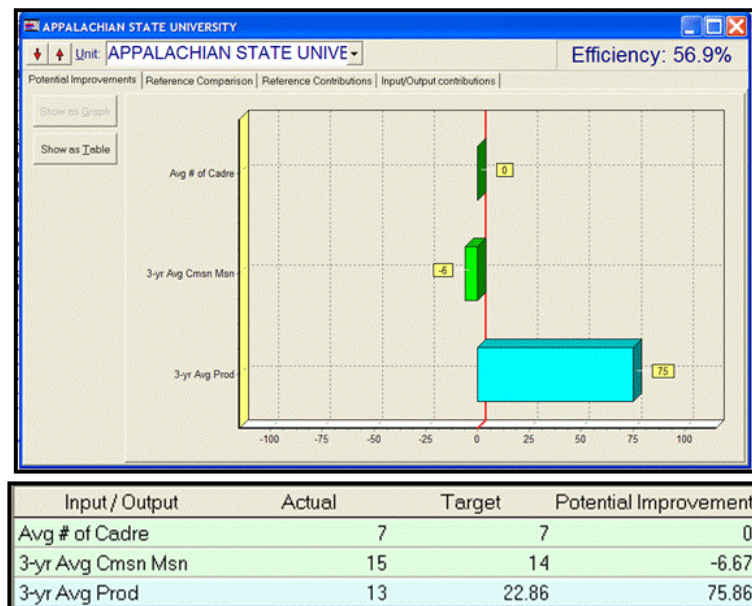 APPALACHIAN STATE UNIVERSITY
Unit: APPALACHIAN STATE UNIVE
Efficiency: 56.9%
Potential Improvements Reference Comparison Reference Contributions Input/Output contributions
Show as Graph
Show as Table
Avg # of Cadre
0
3-yr Avg Cmsn Msn
-6
3-yr Avg Prod
75
-100 -75 -50 -25 0 25 50 75 100
Input / Output Actual Target Potential Improvement
Avg # of Cadre 7 7 0
3-yr Avg Cmsn Msn 15 14 -6.67
3-yr Avg Prod 13 22.86 75.86